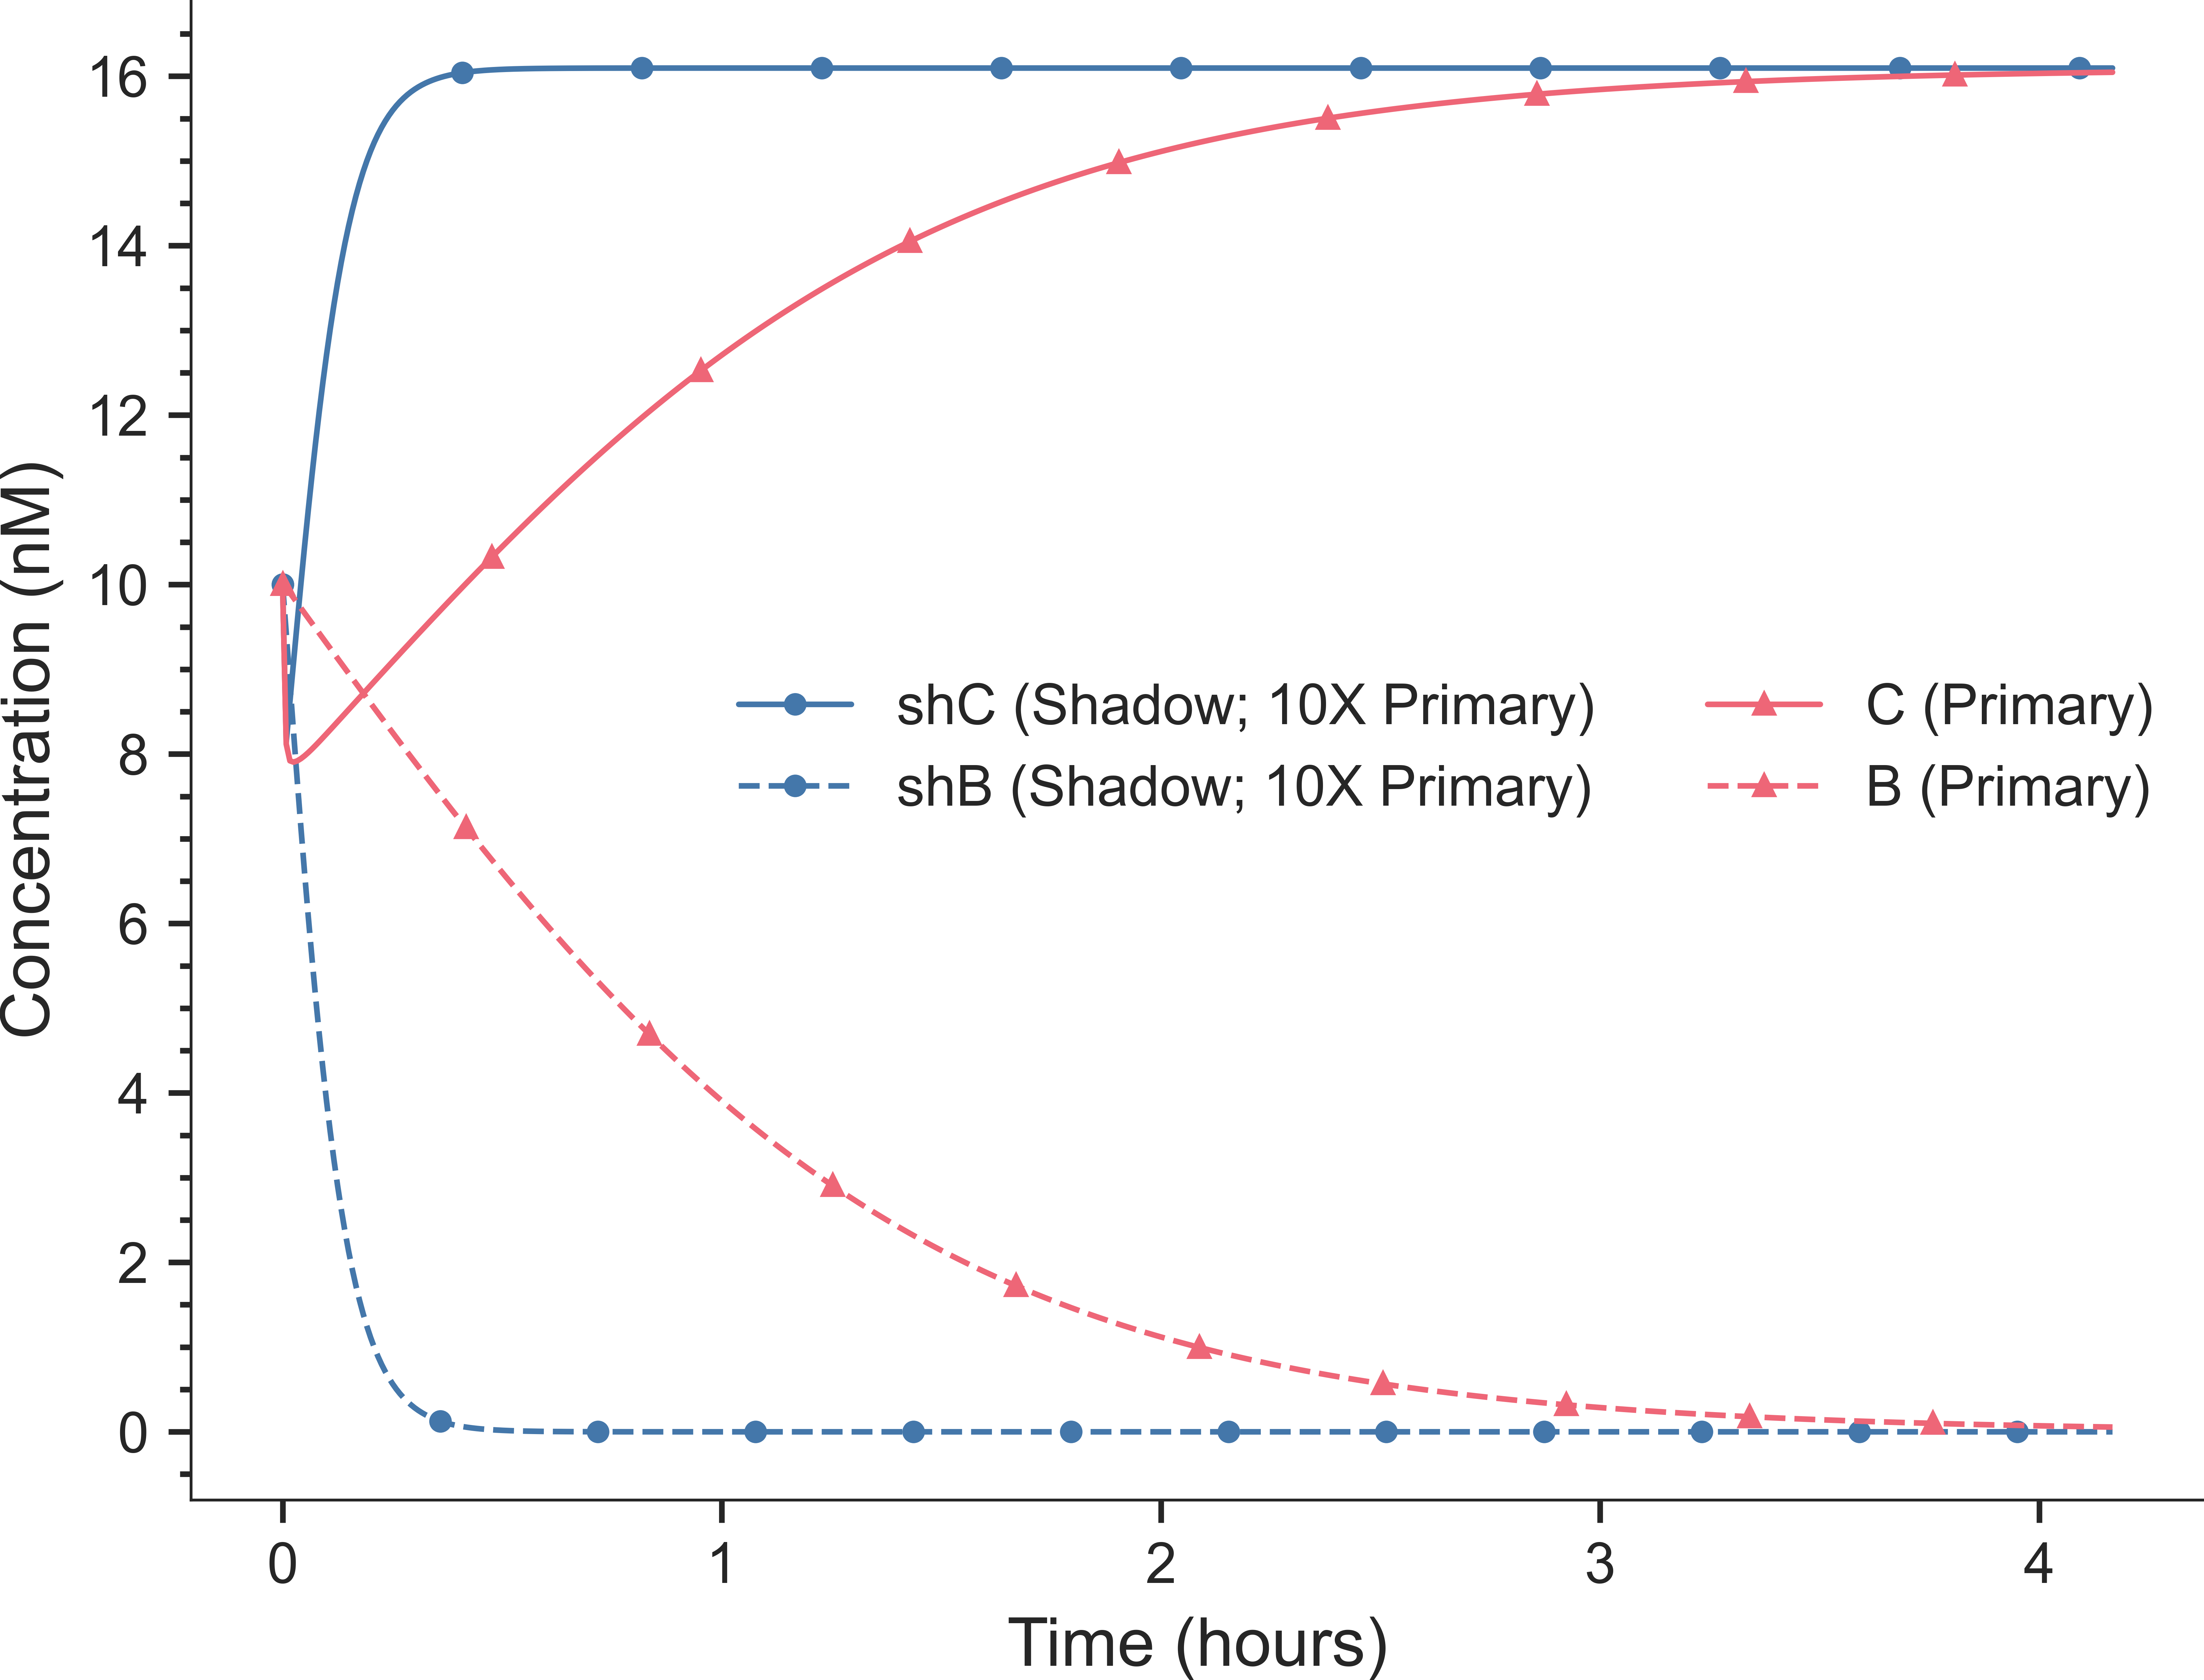 Concentration (nM)
16
14
12
10
8
6
4
2
0
shC (Shadow; 10X Primary)
C (Primary)
shB (Shadow; 10X Primary)
B (Primary)
0 1 2 3 4
Time (hours)